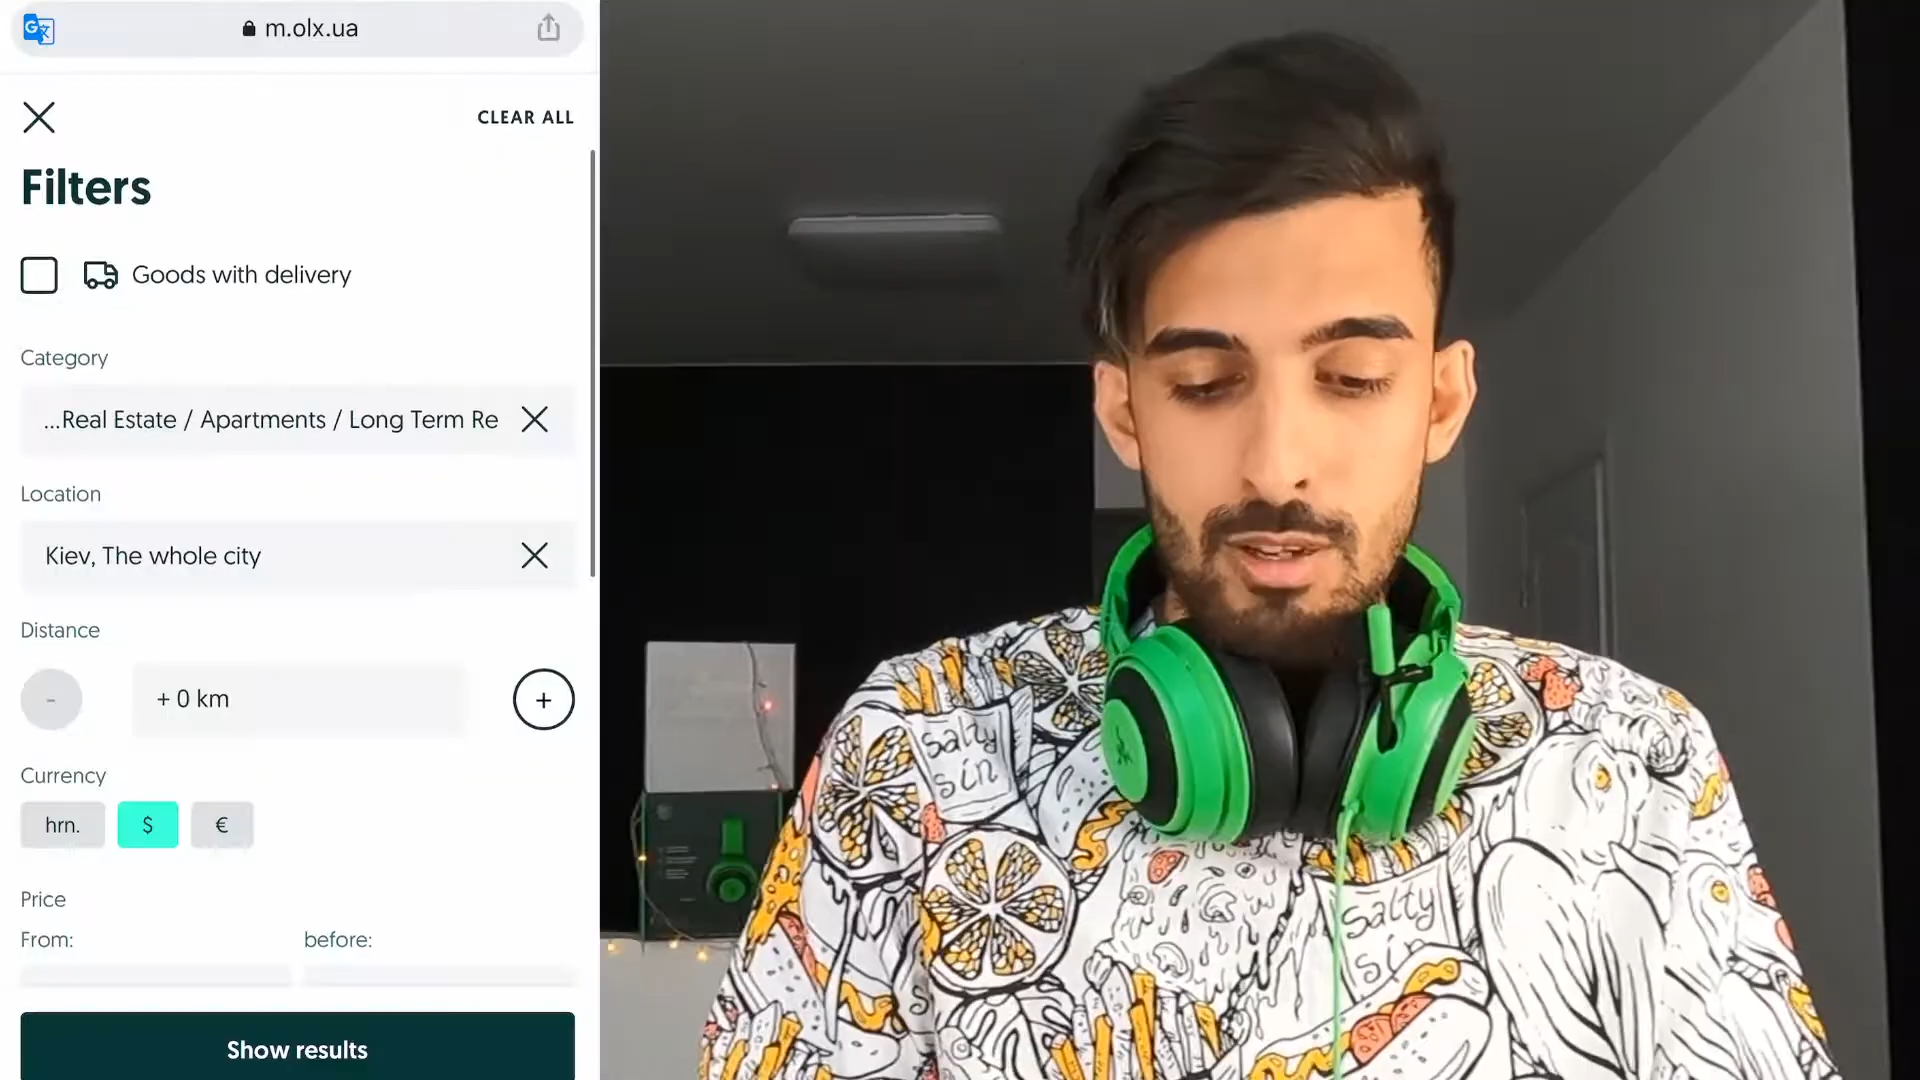 m.olx.ua
CLEAR ALL
Filters
Goods with delivery
Category
...Real Estate / Apartments / Long Term Re
Location
Kiev, The whole city
Distance
- + 0 km +
Currency
hrn. $ €
Price
From: before:
Show results
Salty
sin
Salty
si